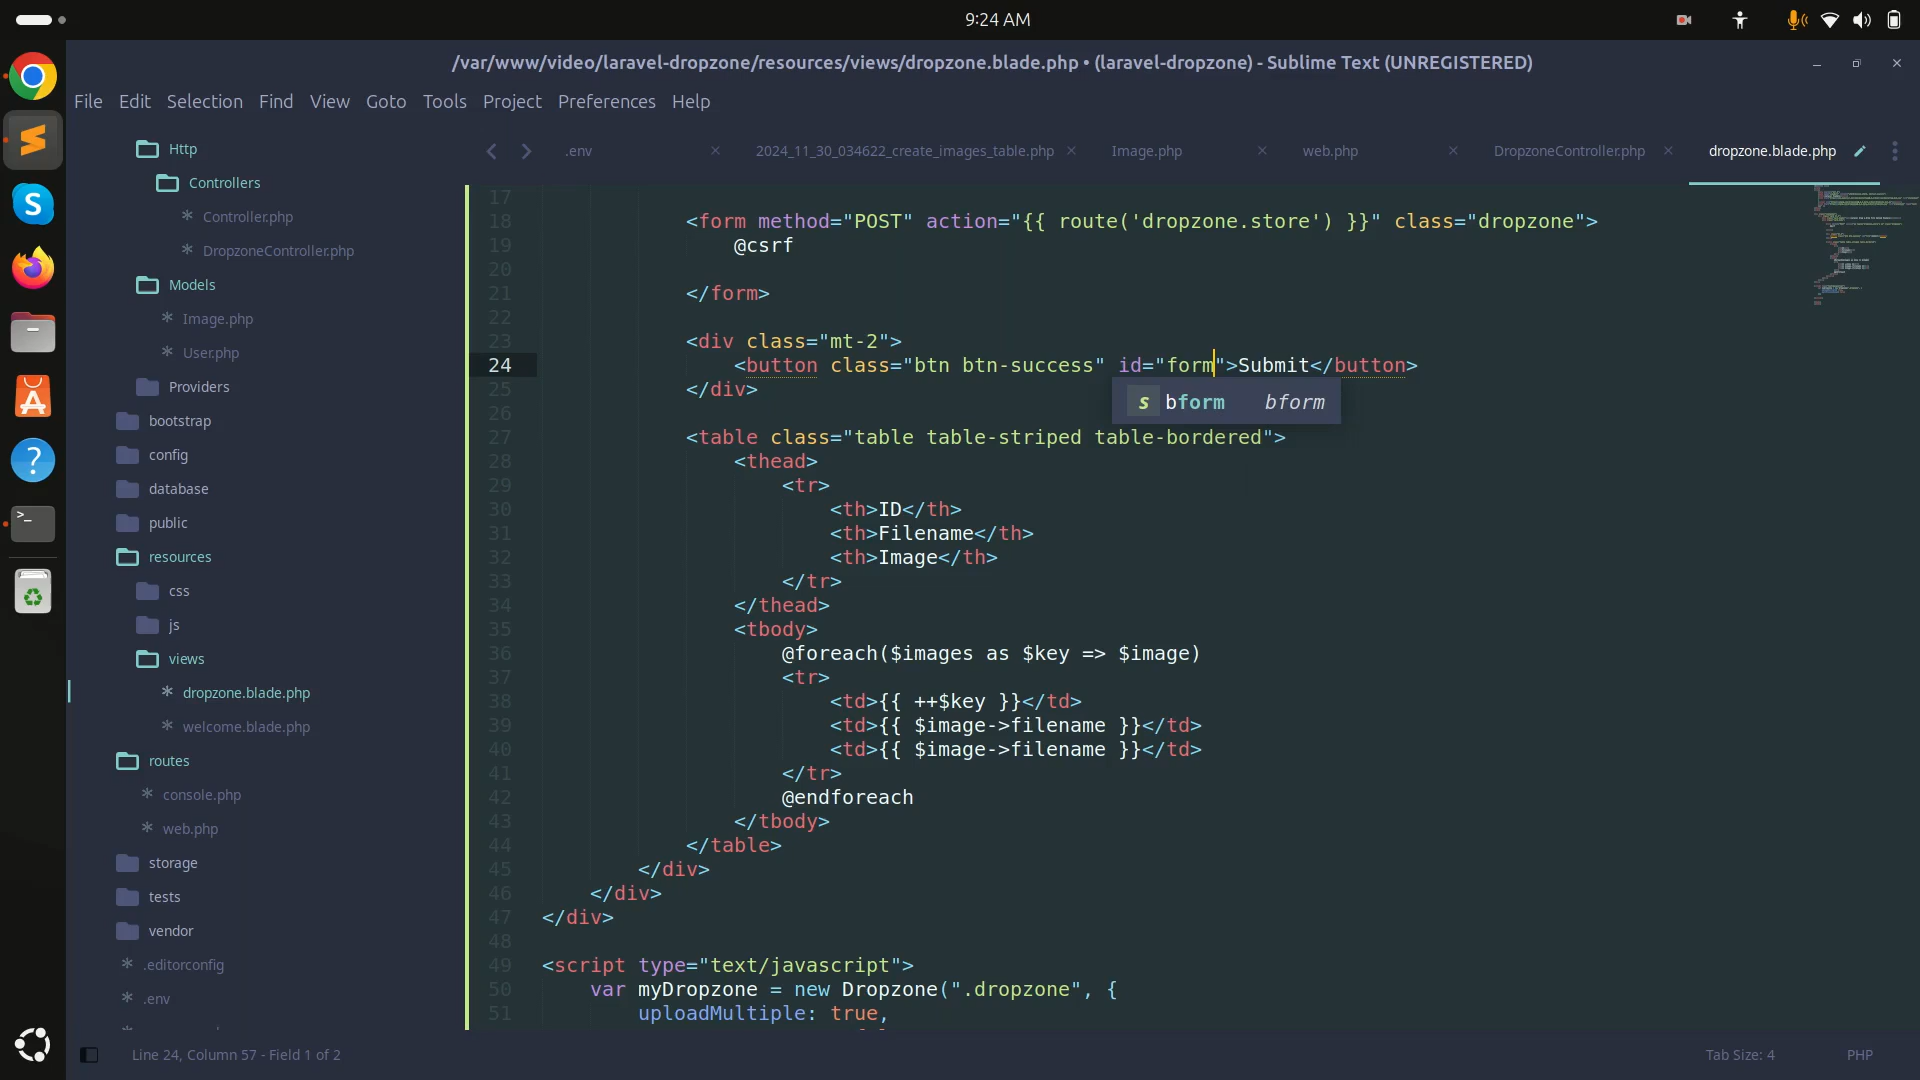 9:24 AM
/var/www/video/laravel-dropzone/resources/views/dropzone.blade.php • (laravel-dropzone) - Sublime Text (UNREGISTERED)
File Edit Selection Find View Goto Tools Project Preferences Help
.env 2024_11_30_034622_create_images_table.php Image.php web.php DropzoneController.php dropzone.blade.php
Http
Controllers
Controller.php
DropzoneController.php
Models
Image.php
User.php
Providers
bootstrap
config
database
public
resources
css
js
views
dropzone.blade.php
welcome.blade.php
routes
console.php
web.php
storage
tests
vendor
.editorconfig
.env
17
18 <form method="POST" action="{{ route('dropzone.store') }}" class="dropzone">
19 @csrf
20
21 </form>
22
23 <div class="mt-2">
24 <button class="btn btn-success" id="form">Submit</button>
25 </div>
s bform bform
26
27 <table class="table table-striped table-bordered">
28 <thead>
29 <tr>
30 <th>ID</th>
31 <th>Filename</th>
32 <th>Image</th>
33 </tr>
34 </thead>
35 <tbody>
36 @foreach($images as $key => $image)
37 <tr>
38 <td>{{ ++$key }}</td>
39 <td>{{ $image->filename }}</td>
40 <td>{{ $image->filename }}</td>
41 </tr>
42 @endforeach
43 </tbody>
44 </table>
45 </div>
46 </div>
47 </div>
48
49 <script type="text/javascript">
50 var myDropzone = new Dropzone(".dropzone", {
51 uploadMultiple: true,
Line 24, Column 57 - Field 1 of 2
Tab Size: 4
PHP